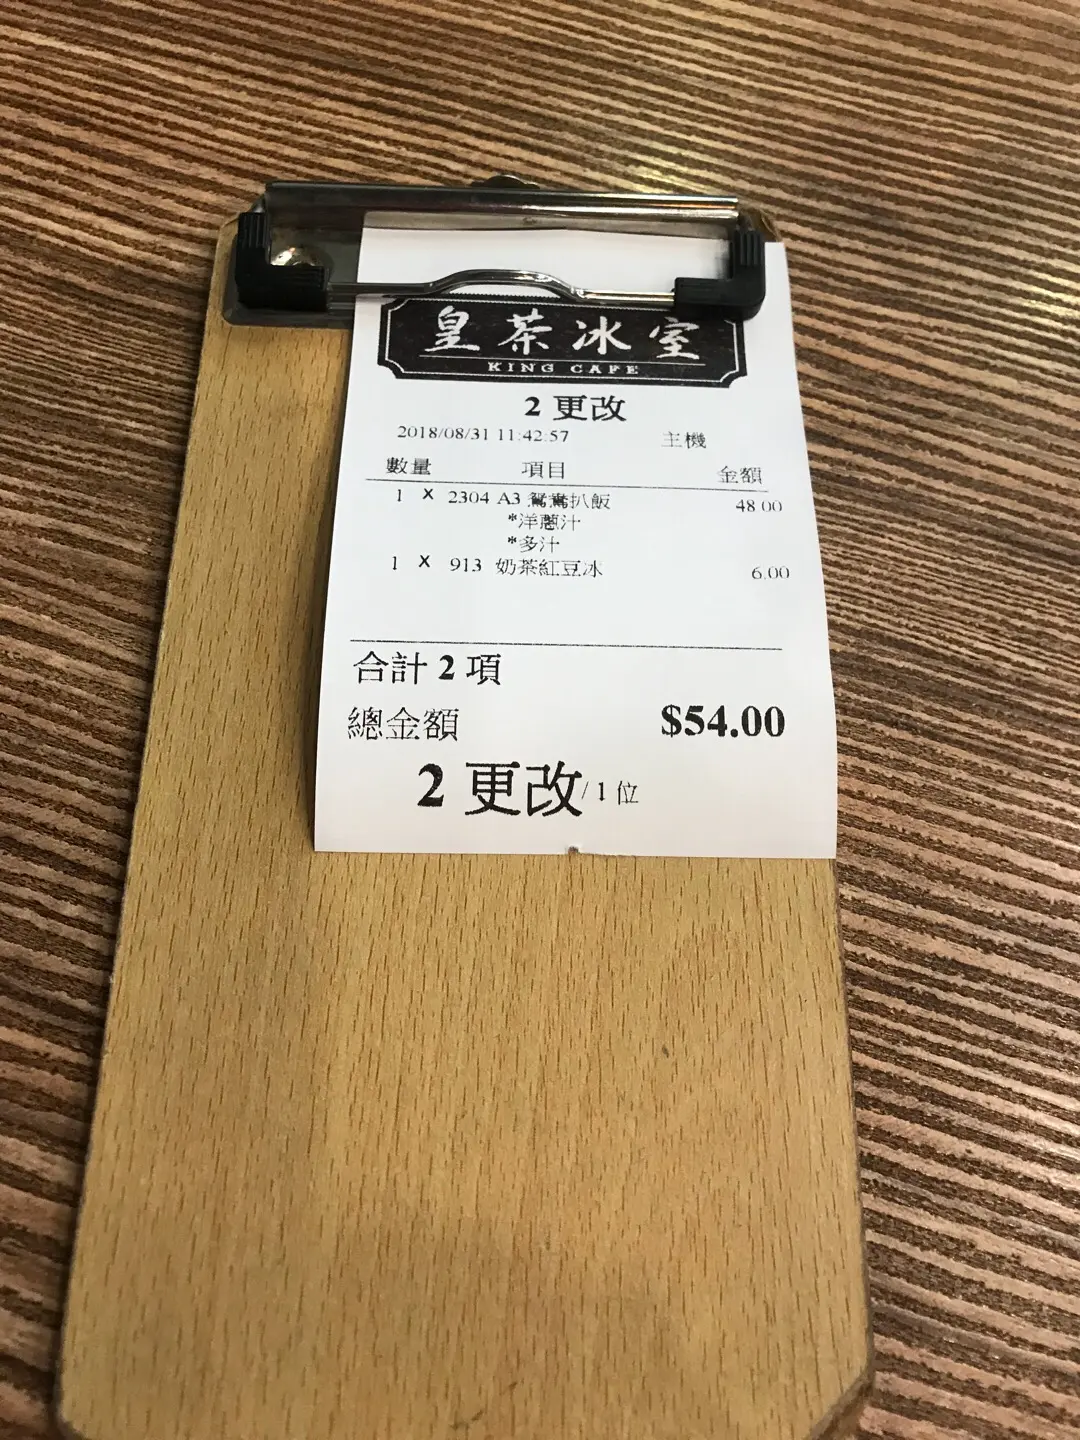 皇茶冰室
KING CAFE
2 更改
2018/08/31 11:42:57 主機
數量 項目 金額
1 X 2304 A3 鴛鴦扒飯 48.00
*洋蔥汁
*多汁
1 X 913 奶茶紅豆冰 6.00
合計 2 項
總金額 $54.00
2 更改/1 位